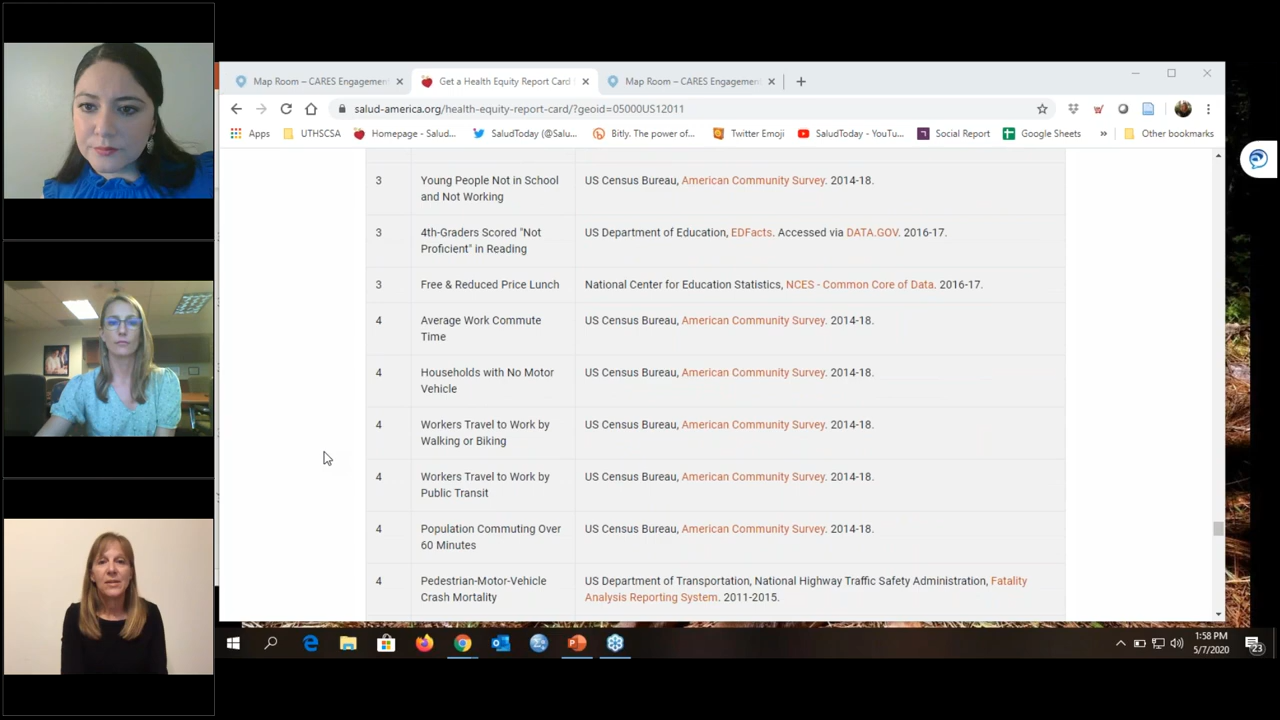 Map Room – CARES Engagemen
Get a Health Equity Report Card
Map Room – CARES Engagemen
salud-america.org/health-equity-report-card/?geoid=05000US12011
Apps
UTHSCSA
Homepage - Salud...
SaludToday (@Salu...
Bitly. The power of...
Twitter Emoji
SaludToday - YouTu...
Social Report
Google Sheets
»
Other bookmarks
3 Young People Not in School US Census Bureau, American Community Survey. 2014-18.
and Not Working
3 4th-Graders Scored "Not US Department of Education, EDFacts. Accessed via DATA.GOV. 2016-17.
Proficient" in Reading
3 Free & Reduced Price Lunch National Center for Education Statistics, NCES - Common Core of Data. 2016-17.
4 Average Work Commute US Census Bureau, American Community Survey. 2014-18.
Time
4 Households with No Motor US Census Bureau, American Community Survey. 2014-18.
Vehicle
4 Workers Travel to Work by US Census Bureau, American Community Survey. 2014-18.
Walking or Biking
4 Workers Travel to Work by US Census Bureau, American Community Survey. 2014-18.
Public Transit
4 Population Commuting Over US Census Bureau, American Community Survey. 2014-18.
60 Minutes
4 Pedestrian-Motor-Vehicle US Department of Transportation, National Highway Traffic Safety Administration, Fatality
Crash Mortality Analysis Reporting System. 2011-2015.
1:58 PM
5/7/2020
23